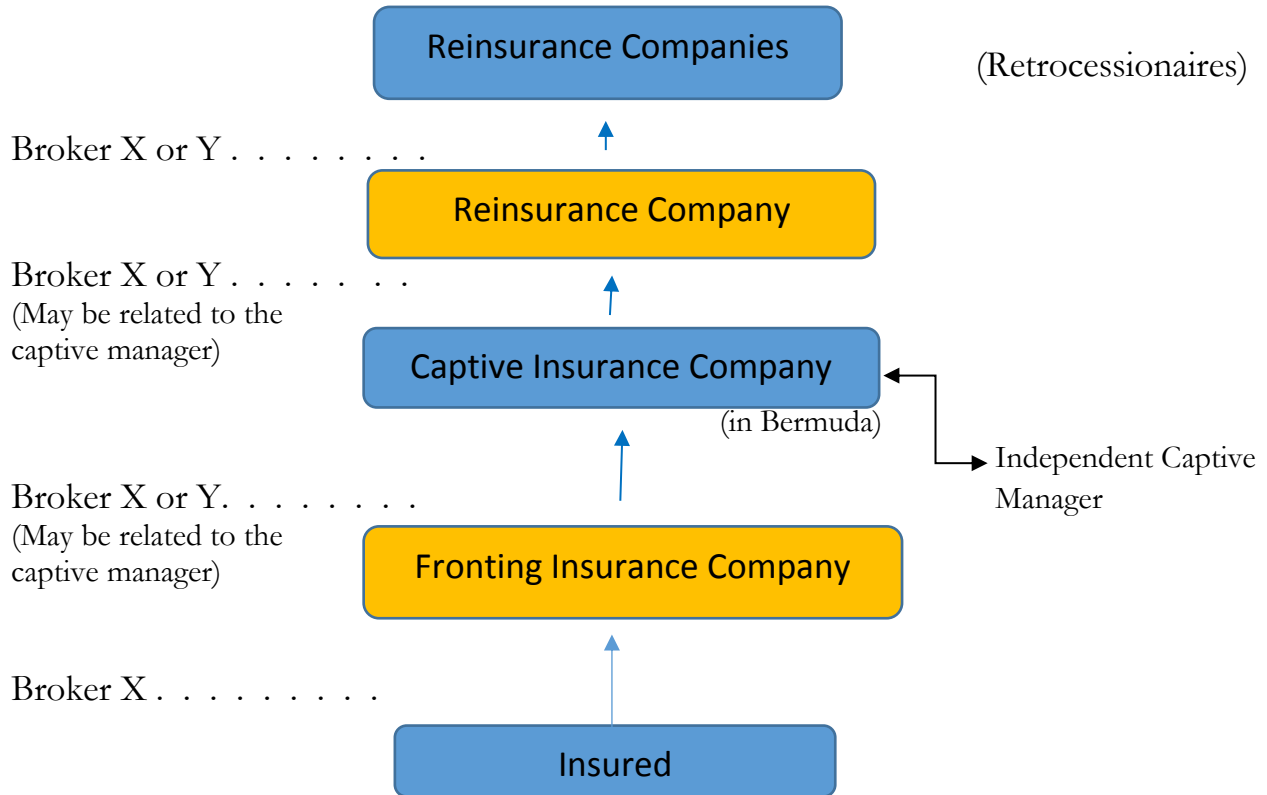 Reinsurance Companies
(Retrocessionaires)
Broker X or Y . . . . . . . .
Reinsurance Company
Broker X or Y . . . . . . .
(May be related to the
captive manager)
Captive Insurance Company
(in Bermuda)
Independent Captive
Manager
Broker X or Y. . . . . . . .
(May be related to the
captive manager)
Fronting Insurance Company
Broker X . . . . . . . . .
Insured